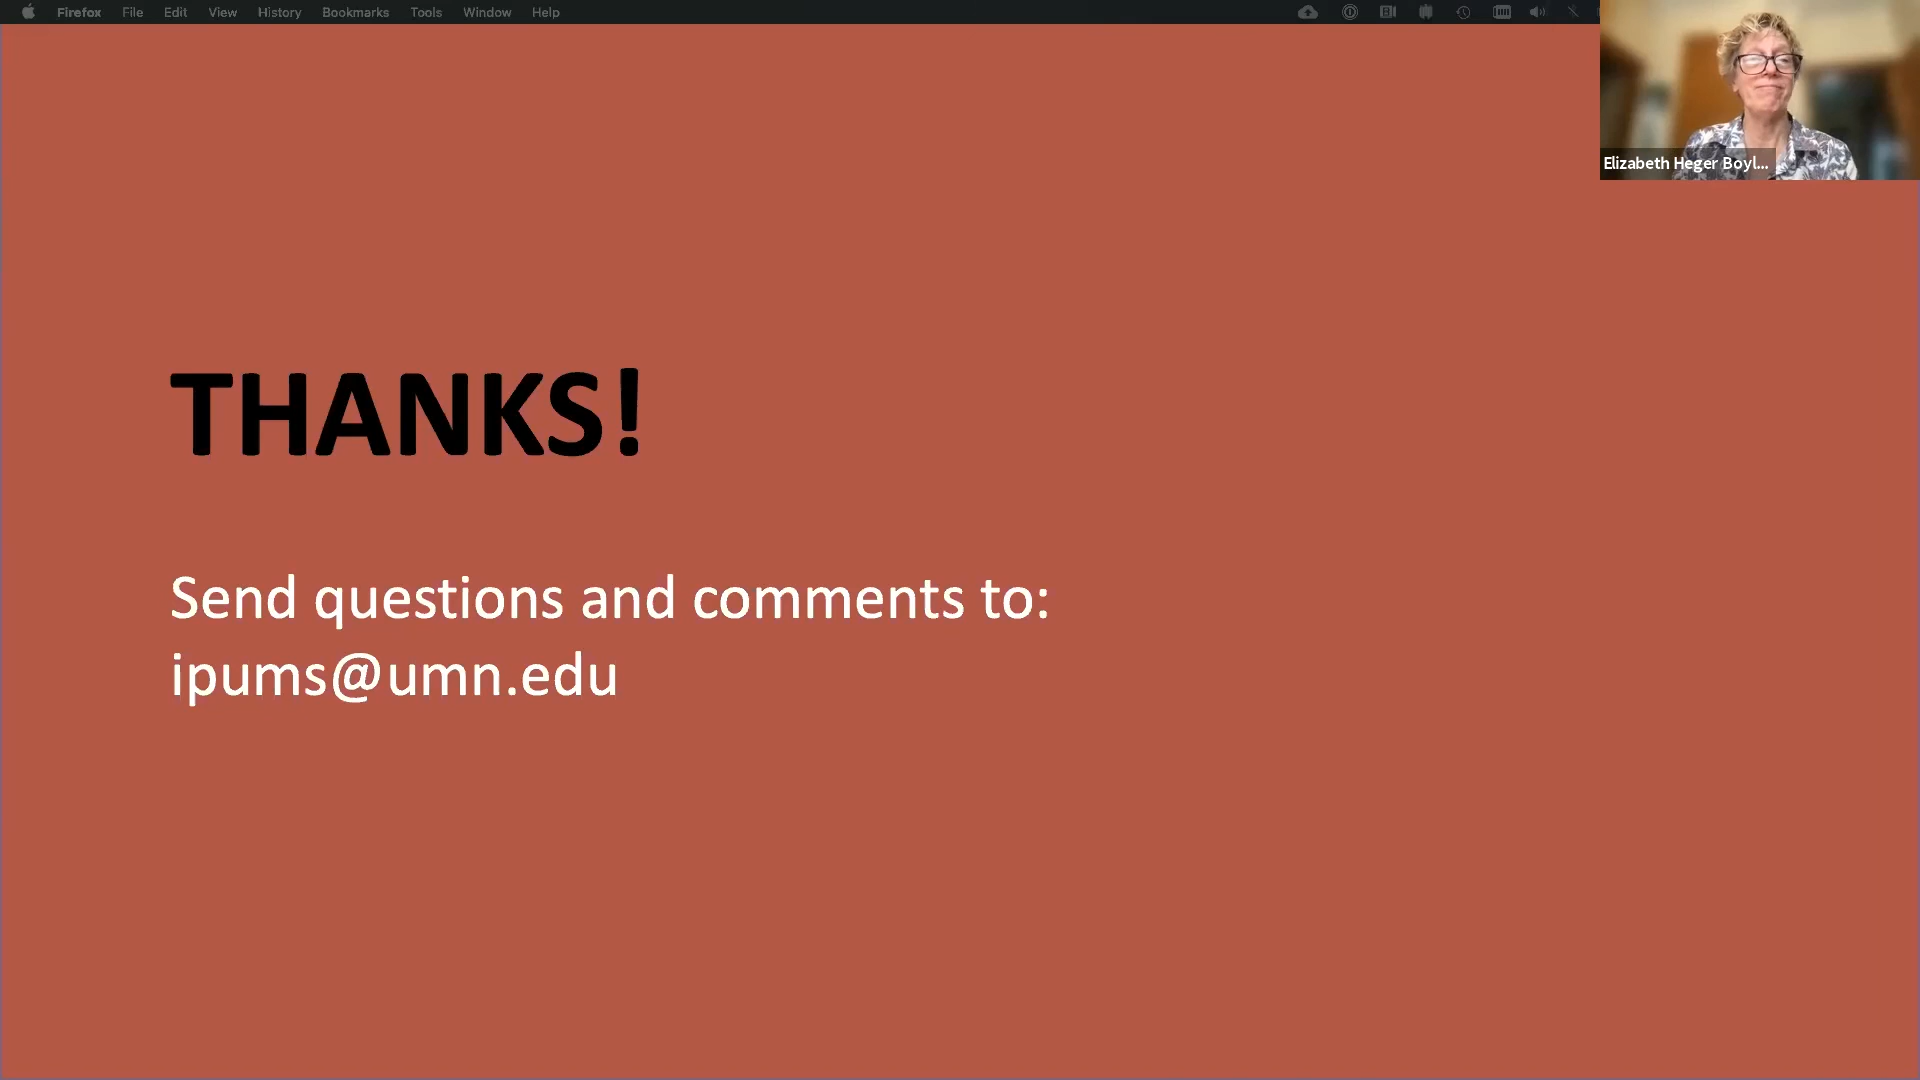 Firefox File Edit View History Bookmarks Tools Window Help
Elizabeth Heger Boyl...
THANKS!
Send questions and comments to:
ipums@umn.edu